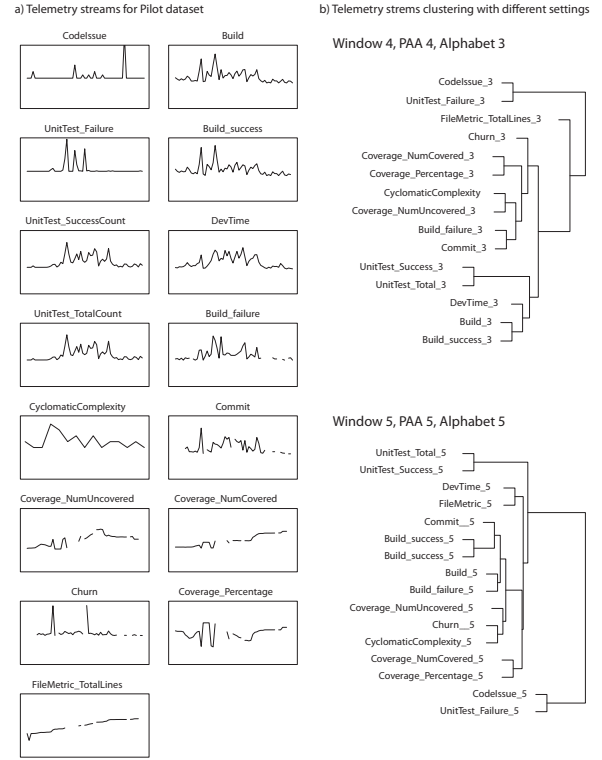 a) Telemetry streams for Pilot dataset
CodeIssue
Build
UnitTest_Failure
Build_success
UnitTest_SuccessCount
DevTime
UnitTest_TotalCount
Build_failure
CyclomaticComplexity
Commit
Coverage_NumUncovered
Coverage_NumCovered
Churn
Coverage_Percentage
FileMetric_TotalLines
b) Telemetry strems clustering with different settings
Window 4, PAA 4, Alphabet 3
CodeIssue_3
UnitTest_Failure_3
FileMetric_TotalLines_3
Churn_3
Coverage_NumCovered_3
Coverage_Percentage_3
CyclomaticComplexity
Coverage_NumUncovered_3
Build_failure_3
Commit_3
UnitTest_Success_3
UnitTest_Total_3
DevTime_3
Build_3
Build_success_3
Window 5, PAA 5, Alphabet 5
UnitTest_Total_5
UnitTest_Success_5
DevTime_5
FileMetric_5
Commit__5
Build_success_5
Build_success_5
Build_5
Build_failure_5
Coverage_NumUncovered_5
Churn__5
CyclomaticComplexity_5
Coverage_NumCovered_5
Coverage_Percentage_5
CodeIssue_5
UnitTest_Failure_5